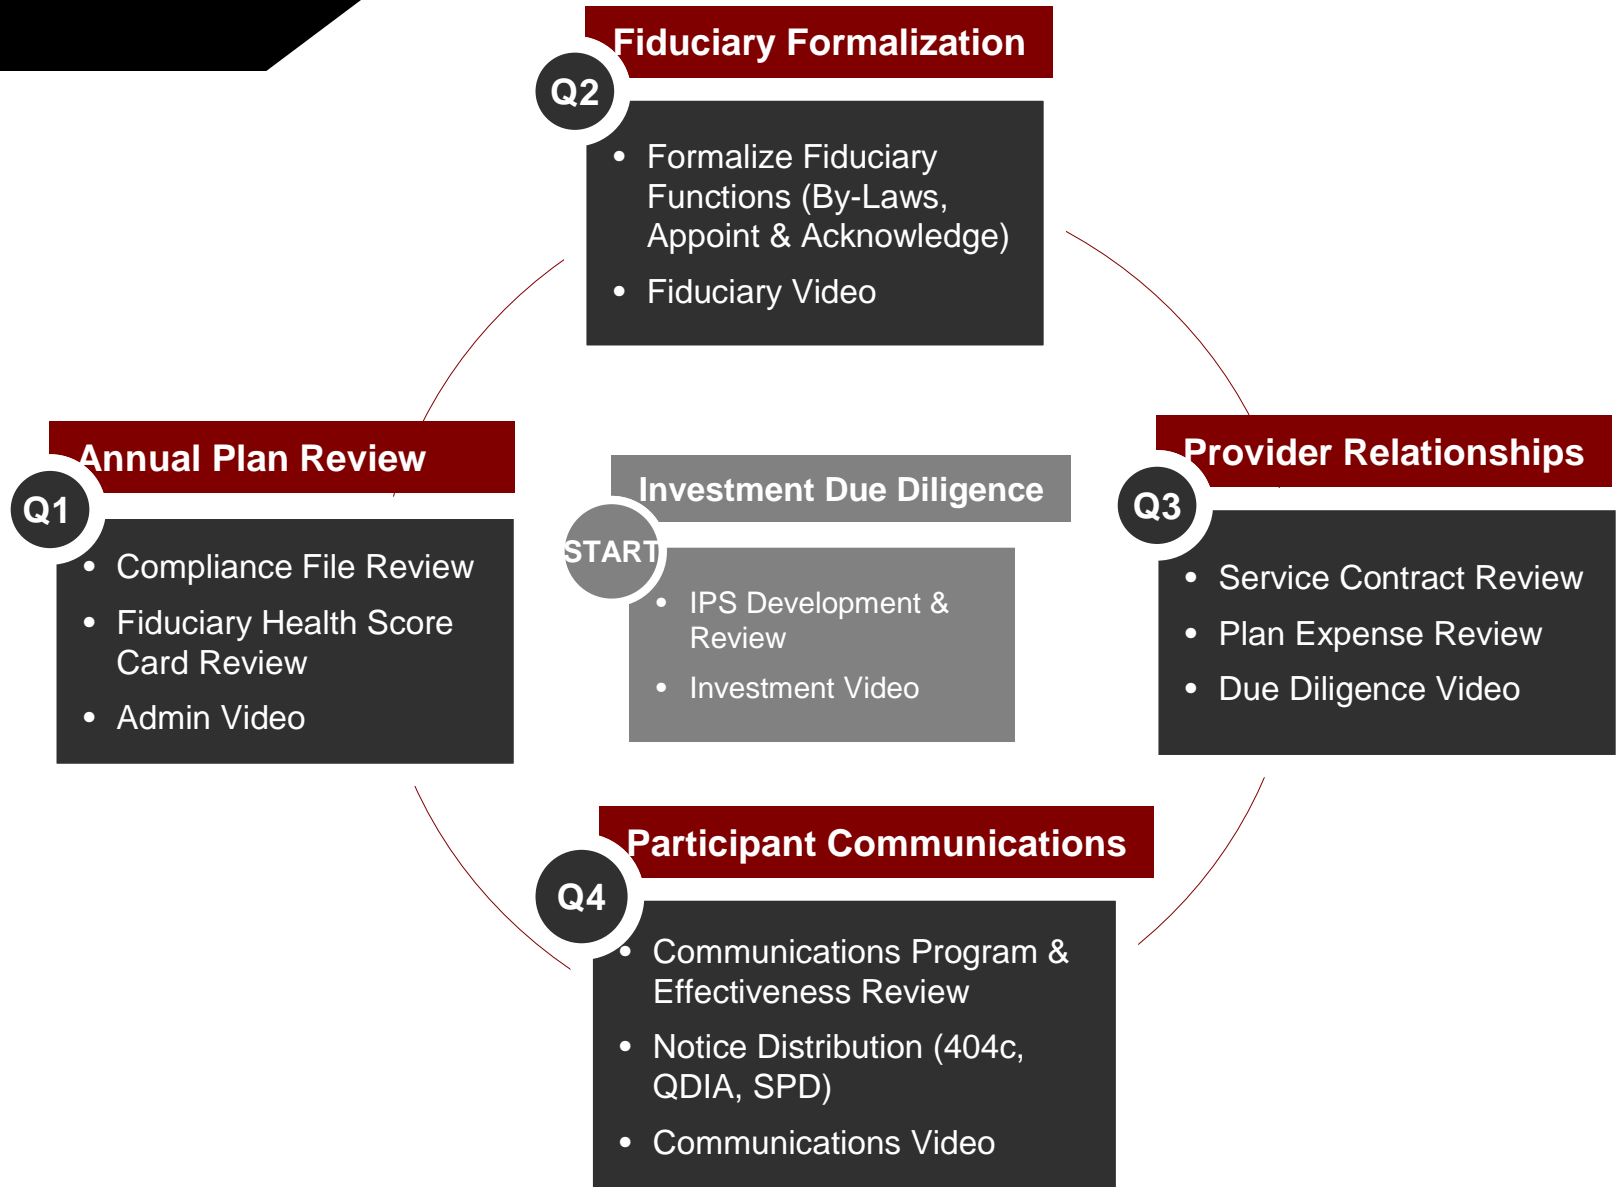 Fiduciary Formalization
Q2
• Formalize Fiduciary
Functions (By-Laws,
Appoint & Acknowledge)
• Fiduciary Video
Annual Plan Review
Q1
• Compliance File Review
• Fiduciary Health Score
Card Review
• Admin Video
Investment Due Diligence
START
• IPS Development &
Review
• Investment Video
Provider Relationships
Q3
• Service Contract Review
• Plan Expense Review
• Due Diligence Video
Participant Communications
Q4
• Communications Program &
Effectiveness Review
• Notice Distribution (404c,
QDIA, SPD)
• Communications Video